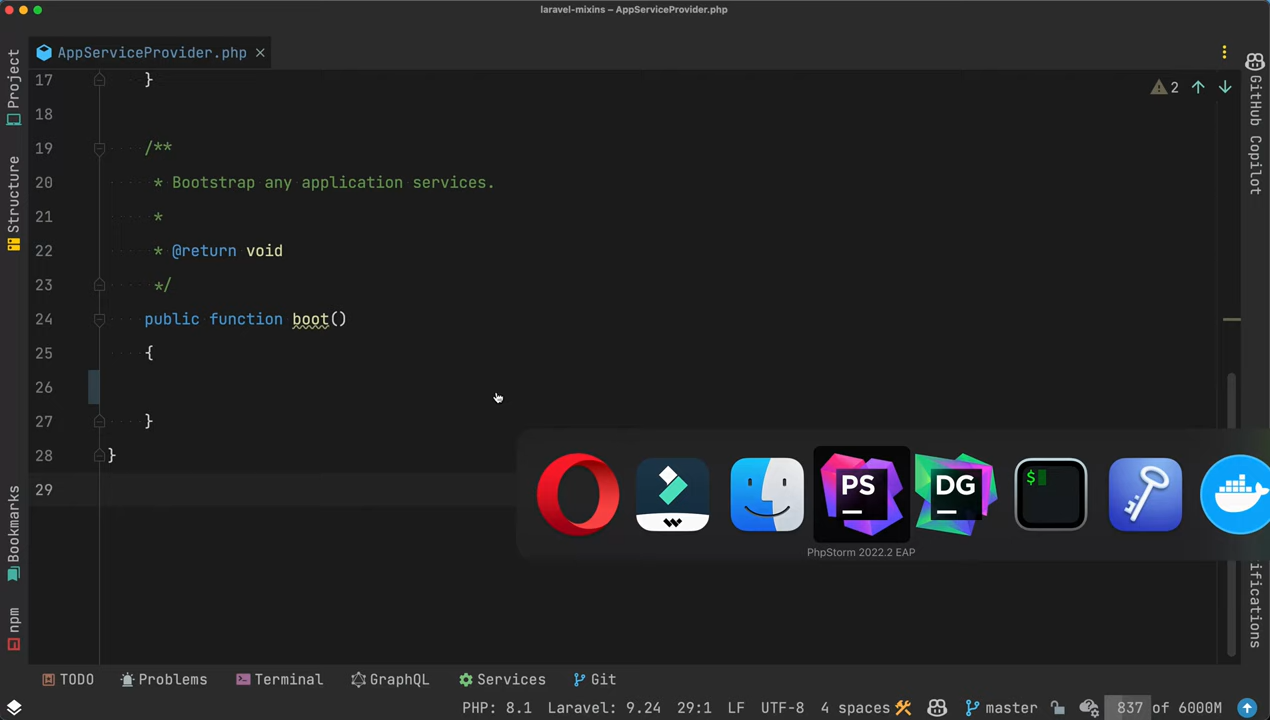 laravel-mixins – AppServiceProvider.php
AppServiceProvider.php
Project
Structure
Bookmarks
npm
17 }
2
18
19 /**
20 * Bootstrap any application services.
21 *
22 * @return void
23 */
24 public function boot()
25 {
26
27 }
28 }
29
GitHub Copilot
ifications
PS
DG
$
PhpStorm 2022.2 EAP
TODO Problems Terminal GraphQL Services Git
PHP: 8.1 Laravel: 9.24 29:1 LF UTF-8 4 spaces master 837 of 6000M